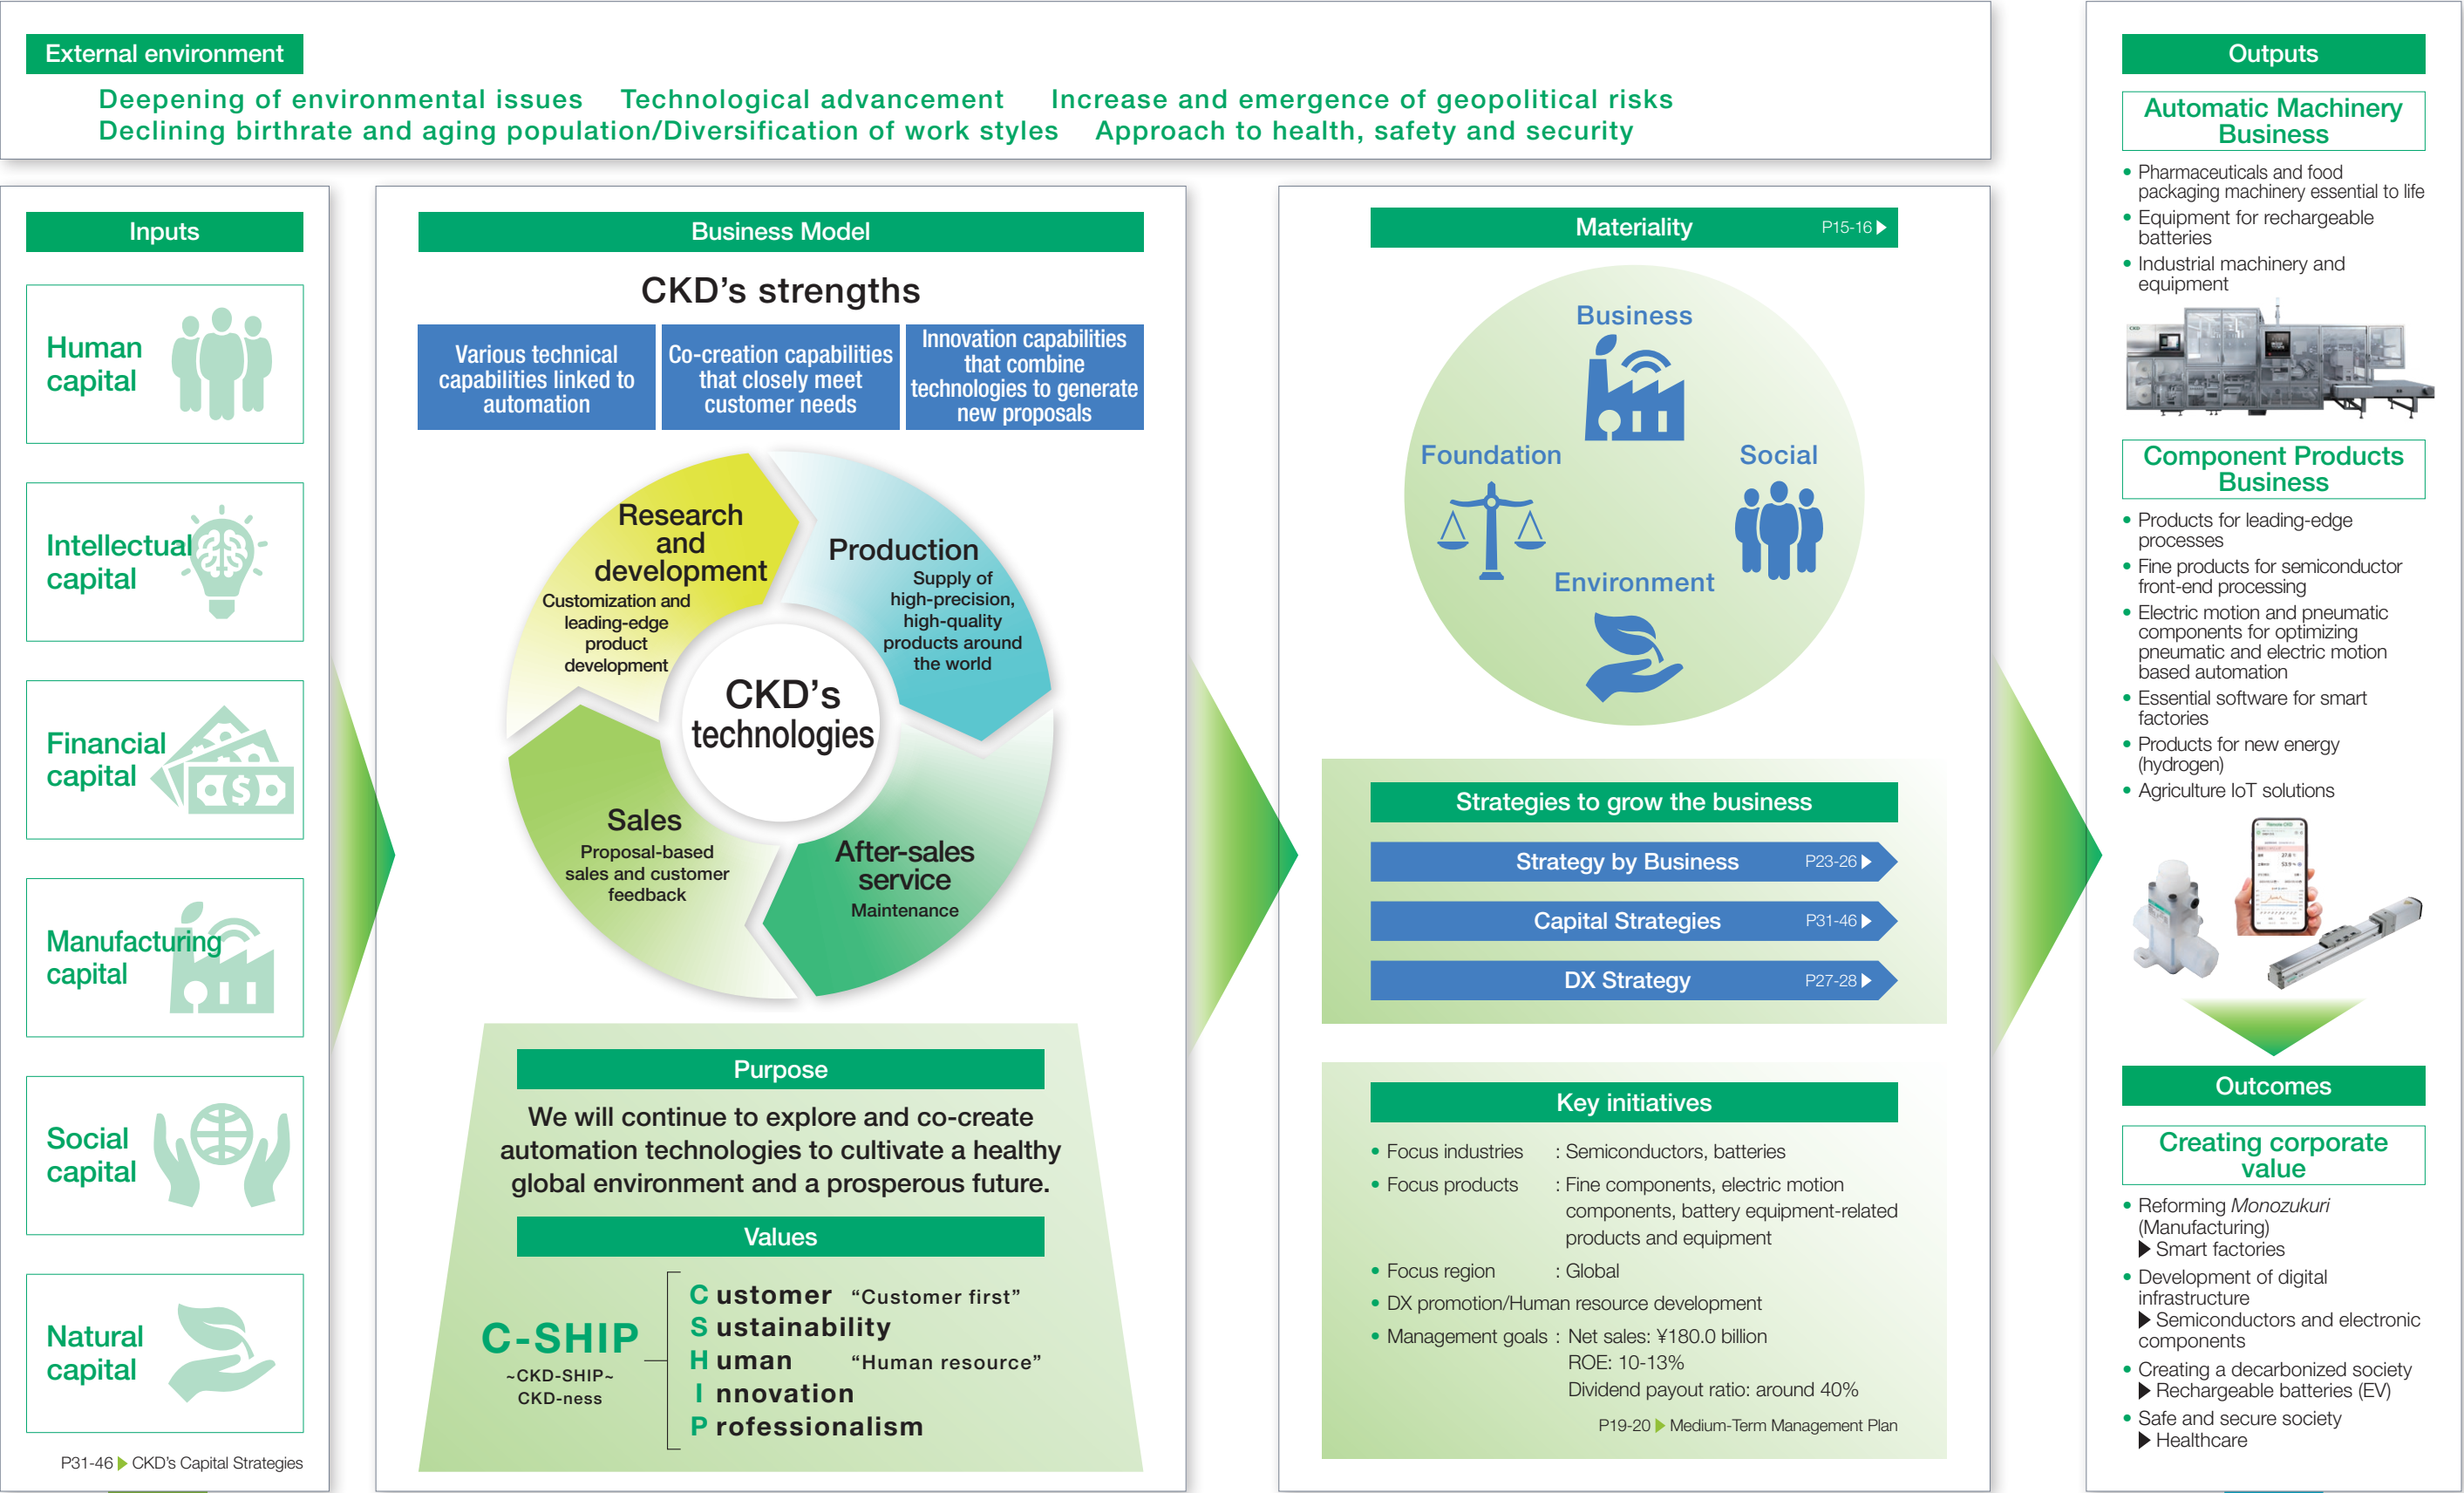 External environment
Deepening of environmental issues Technological advancement Increase and emergence of geopolitical risks
Declining birthrate and aging population/Diversification of work styles Approach to health, safety and security
Inputs
Human
capital
Intellectual
capital
Financial
capital
Manufacturing
capital
Social
capital
Natural
capital
P31-46 ▶ CKD's Capital Strategies
Business Model
CKD's strengths
Various technical
capabilities linked to
automation
Co-creation capabilities
that closely meet
customer needs
Innovation capabilities
that combine
technologies to generate
new proposals
Research
and
development
Customization and
leading-edge
product
development
Production
Supply of
high-precision,
high-quality
products around
the world
CKD's
technologies
Sales
Proposal-based
sales and customer
feedback
After-sales
service
Maintenance
Purpose
We will continue to explore and co-create
automation technologies to cultivate a healthy
global environment and a prosperous future.
Values
C-SHIP
~CKD-SHIP~
CKD-ness
Customer “Customer first”
Sustainability
Human “Human resource”
Innovation
Professionalism
Materiality P15-16 ▶
Business
Foundation
Social
Environment
Strategies to grow the business
Strategy by Business P23-26 ▶
Capital Strategies P31-46 ▶
DX Strategy P27-28 ▶
Key initiatives
• Focus industries : Semiconductors, batteries
• Focus products : Fine components, electric motion
components, battery equipment-related
products and equipment
• Focus region : Global
• DX promotion/Human resource development
• Management goals : Net sales: ¥180.0 billion
ROE: 10-13%
Dividend payout ratio: around 40%
P19-20 ▶ Medium-Term Management Plan
Outputs
Automatic Machinery
Business
• Pharmaceuticals and food
packaging machinery essential to life
• Equipment for rechargeable
batteries
• Industrial machinery and
equipment
CKD
Component Products
Business
• Products for leading-edge
processes
• Fine products for semiconductor
front-end processing
• Electric motion and pneumatic
components for optimizing
pneumatic and electric motion
based automation
• Essential software for smart
factories
• Products for new energy
(hydrogen)
• Agriculture IoT solutions
Outcomes
Creating corporate
value
• Reforming Monozukuri
(Manufacturing)
▶ Smart factories
• Development of digital
infrastructure
▶ Semiconductors and electronic
components
• Creating a decarbonized society
▶ Rechargeable batteries (EV)
• Safe and secure society
▶ Healthcare